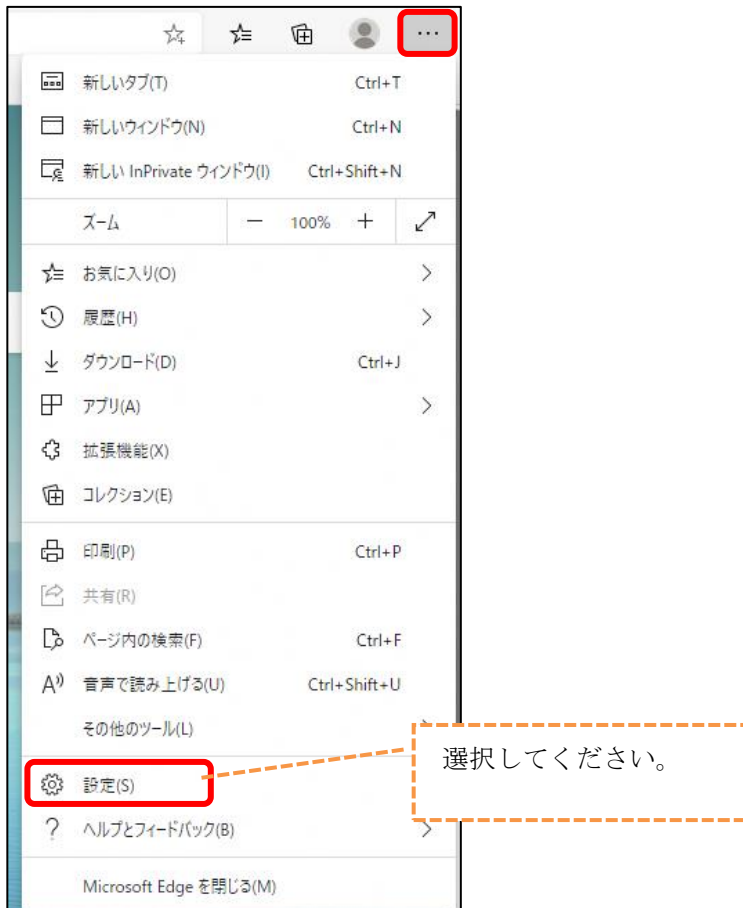 新しいタブ(T) Ctrl+T
新しいウィンドウ(N) Ctrl+N
新しい InPrivate ウィンドウ(I) Ctrl+Shift+N
ズーム — 100% +
お気に入り(O)
履歴(H)
ダウンロード(D) Ctrl+J
アプリ(A)
拡張機能(X)
コレクション(E)
印刷(P) Ctrl+P
共有(R)
ページ内の検索(F) Ctrl+F
音声で読み上げる(U) Ctrl+Shift+U
その他のツール(L)
選択してください。
設定(S)
ヘルプとフィードバック(B)
Microsoft Edge を閉じる(M)